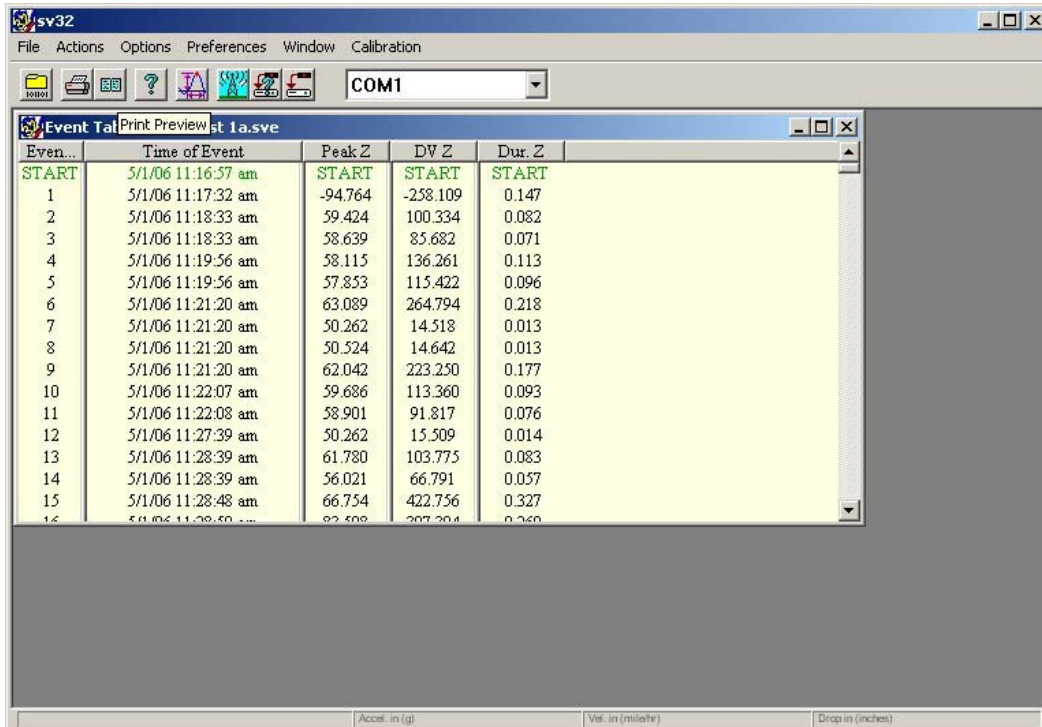 sv32
File Actions Options Preferences Window Calibration
COM1
Event Tab Print Preview st 1a.sve
Even... Time of Event Peak Z DV Z Dur. Z
START 5/1/06 11:16:57 am START START START
1 5/1/06 11:17:32 am -94.764 -258.109 0.147
2 5/1/06 11:18:33 am 59.424 100.334 0.082
3 5/1/06 11:18:33 am 58.639 85.682 0.071
4 5/1/06 11:19:56 am 58.115 136.261 0.113
5 5/1/06 11:19:56 am 57.853 115.422 0.096
6 5/1/06 11:21:20 am 63.089 264.794 0.218
7 5/1/06 11:21:20 am 50.262 14.518 0.013
8 5/1/06 11:21:20 am 50.524 14.642 0.013
9 5/1/06 11:21:20 am 62.042 223.250 0.177
10 5/1/06 11:22:07 am 59.686 113.360 0.093
11 5/1/06 11:22:08 am 58.901 91.817 0.076
12 5/1/06 11:27:39 am 50.262 15.509 0.014
13 5/1/06 11:28:39 am 61.780 103.775 0.083
14 5/1/06 11:28:39 am 56.021 66.791 0.057
15 5/1/06 11:28:48 am 66.754 422.756 0.327
Accel. in (g) Vel. in (mile/hr) Drop in (inches)